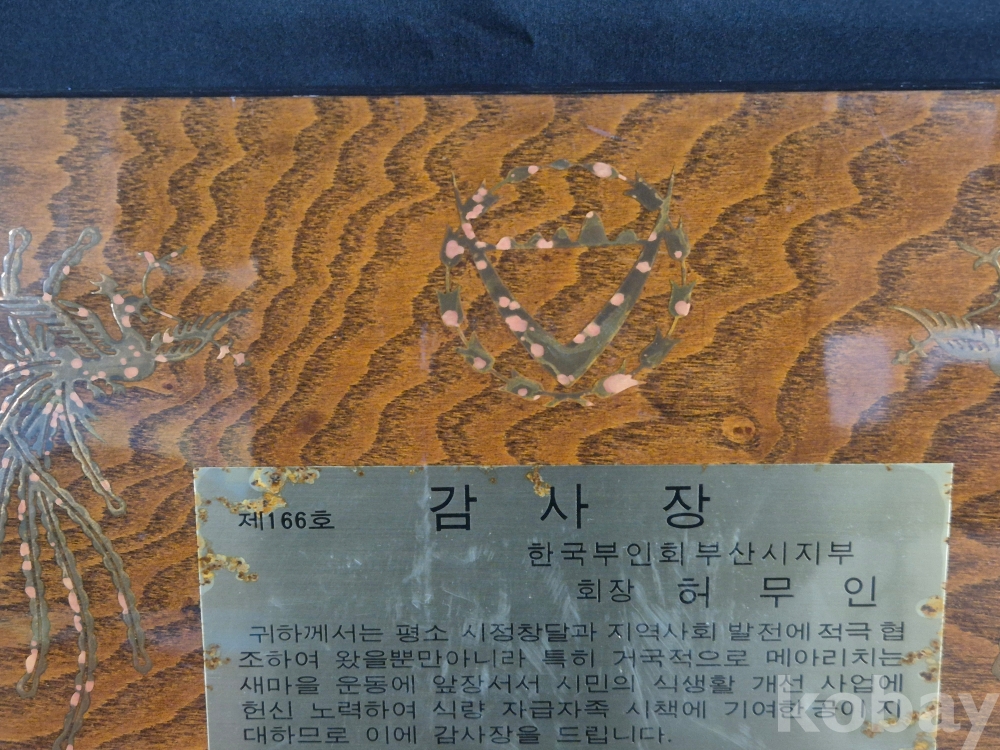 제166호 감 사 장
한국부인회부산시지부
회장 허 무 인
귀하께서는 평소 시정창달과 지역사회 발전에 적극 협
조하여 왔을뿐만아니라 특히 거국적으로 메아리치는
새마을 운동에 앞장서서 시민의 식생활 개선 사업에
헌신 노력하여 식량 자급자족 시책에 기여한공이 지
대하므로 이에 감사장을 드립니다.
kobay